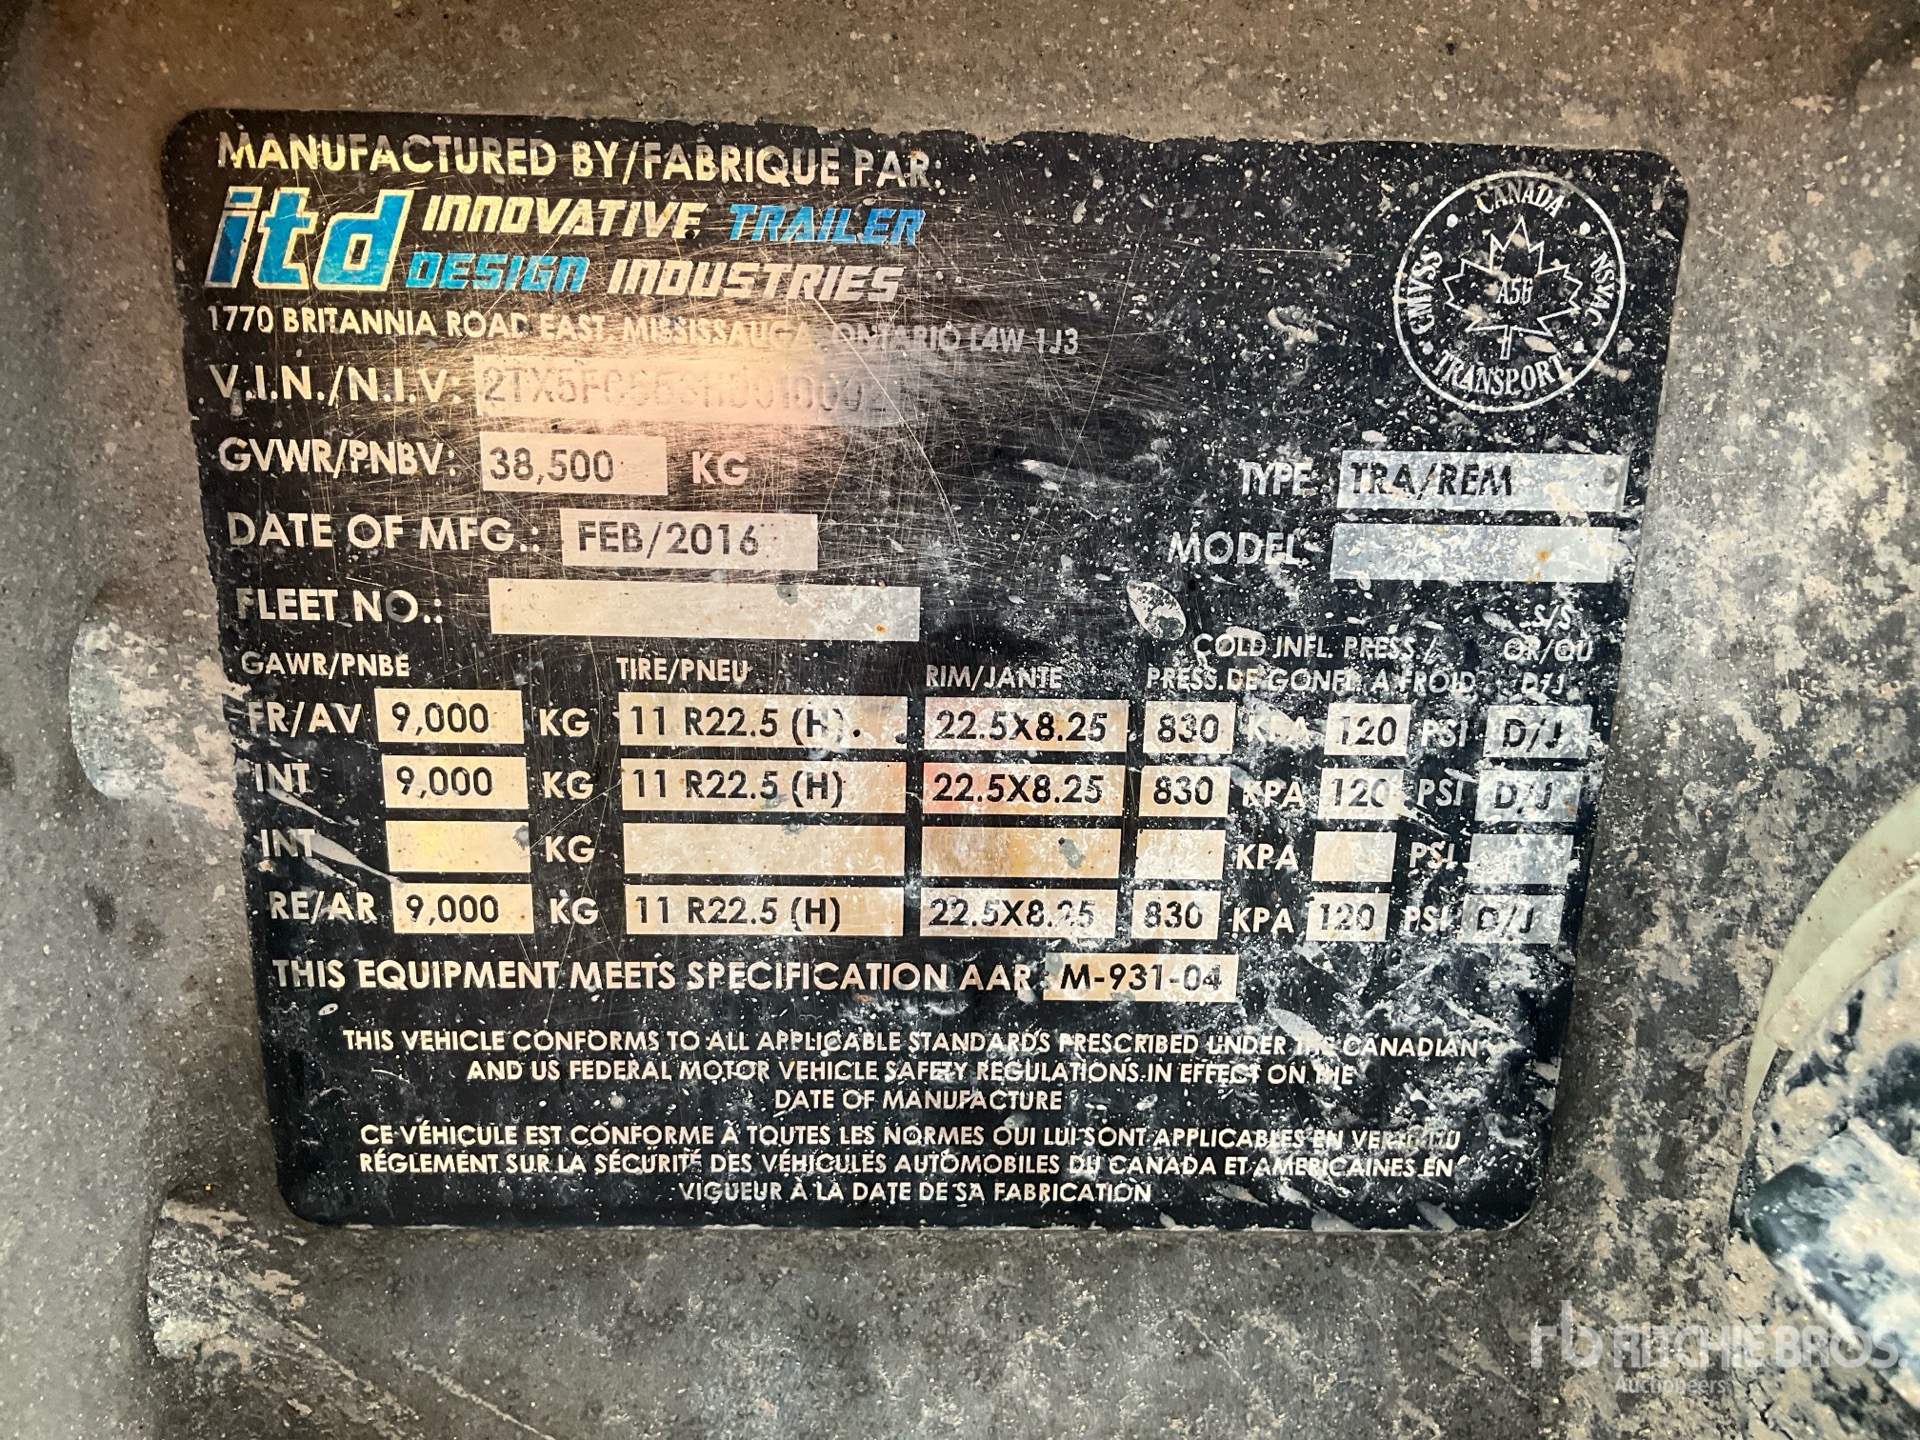 MANUFACTURED BY/FABRIQUE PAR:
itd INNOVATIVE TRAILER
DESIGN INDUSTRIES
1770 BRITANNIA ROAD EAST, MISSISSAUGA, ONTARIO L4W 1J3
V.I.N./N.I.V:
GVWR/PNBV: 38,500 KG
DATE OF MFG.: FEB/2016
FLEET NO.:
CANADA
CMVSS NSVAC
A56
TRANSPORT
TYPE TRA/REM
MODEL:
GAWR/PNBE TIRE/PNEU RIM/JANTE COLD INFL. PRESS./ PRESS. DE GONFL. A FROID S/S OR/OU D/J
FR/AV 9,000 KG 11 R22.5 (H) 22.5X8.25 830 KPA 120 PSI D/J
INT 9,000 KG 11 R22.5 (H) 22.5X8.25 830 KPA 120 PSI D/J
INT KG KPA PSI
RE/AR 9,000 KG 11 R22.5 (H) 22.5X8.25 830 KPA 120 PSI D/J
THIS EQUIPMENT MEETS SPECIFICATION AAR M-931-04
THIS VEHICLE CONFORMS TO ALL APPLICABLE STANDARDS PRESCRIBED UNDER THE CANADIAN
AND US FEDERAL MOTOR VEHICLE SAFETY REGULATIONS IN EFFECT ON THE
DATE OF MANUFACTURE
CE VÉHICULE EST CONFORME À TOUTES LES NORMES QUI LUI SONT APPLICABLES EN VERTU DU
RÉGLEMENT SUR LA SÉCURITÉ DES VÉHICULES AUTOMOBILES DU CANADA ET AMERICAINES EN
VIGUEUR À LA DATE DE SA FABRICATION
rb RITCHIE BROS.
Auctioneers